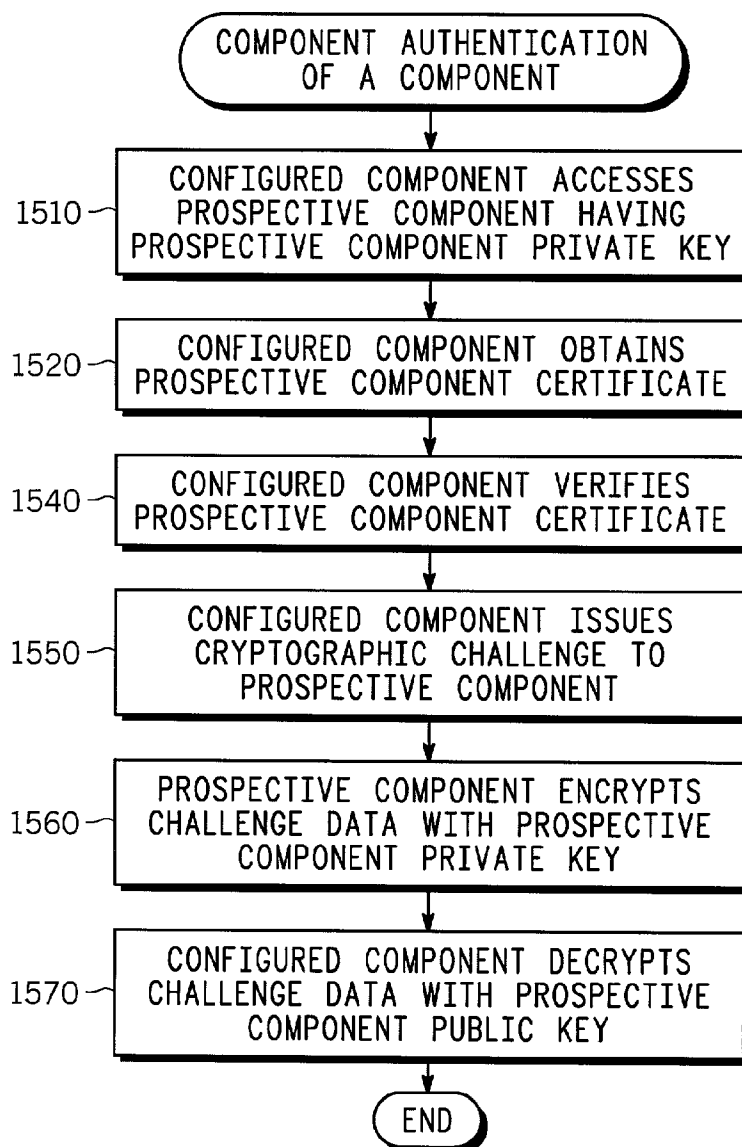 COMPONENT AUTHENTICATION
OF A COMPONENT
1510
CONFIGURED COMPONENT ACCESSES
PROSPECTIVE COMPONENT HAVING
PROSPECTIVE COMPONENT PRIVATE KEY
1520
CONFIGURED COMPONENT OBTAINS
PROSPECTIVE COMPONENT CERTIFICATE
1540
CONFIGURED COMPONENT VERIFIES
PROSPECTIVE COMPONENT CERTIFICATE
1550
CONFIGURED COMPONENT ISSUES
CRYPTOGRAPHIC CHALLENGE TO
PROSPECTIVE COMPONENT
1560
PROSPECTIVE COMPONENT ENCRYPTS
CHALLENGE DATA WITH PROSPECTIVE
COMPONENT PRIVATE KEY
1570
CONFIGURED COMPONENT DECRYPTS
CHALLENGE DATA WITH PROSPECTIVE
COMPONENT PUBLIC KEY
END